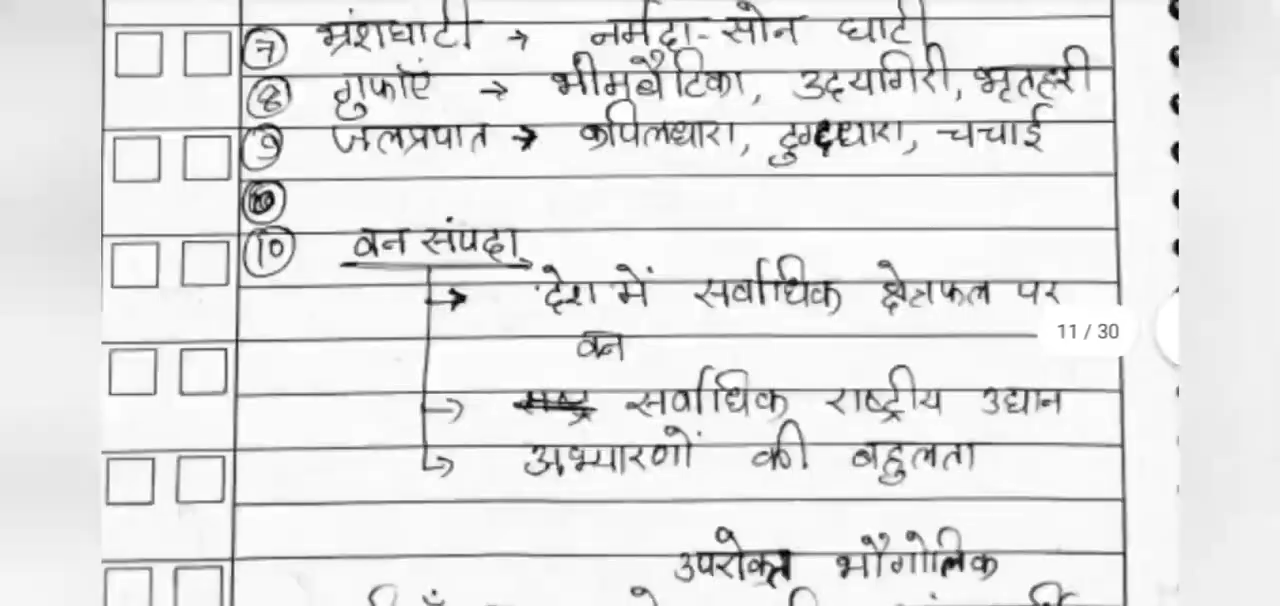 ⑦ भ्रंशघाटी → नर्मदा-सोन घाटी
⑧ गुफाएं → भीमबैटिका, उदयगिरी, भृतहरी
⑨ जलप्रपात → कपिलधारा, दुग्धधारा, चचाई
⑩ वन संपदा
→ देश में सर्वाधिक क्षेत्रफल पर
11 / 30
वन
→ सर्वाधिक राष्ट्रीय उद्यान
→ अभ्यारणों की बहुलता
उपरोक्त भौगोलिक